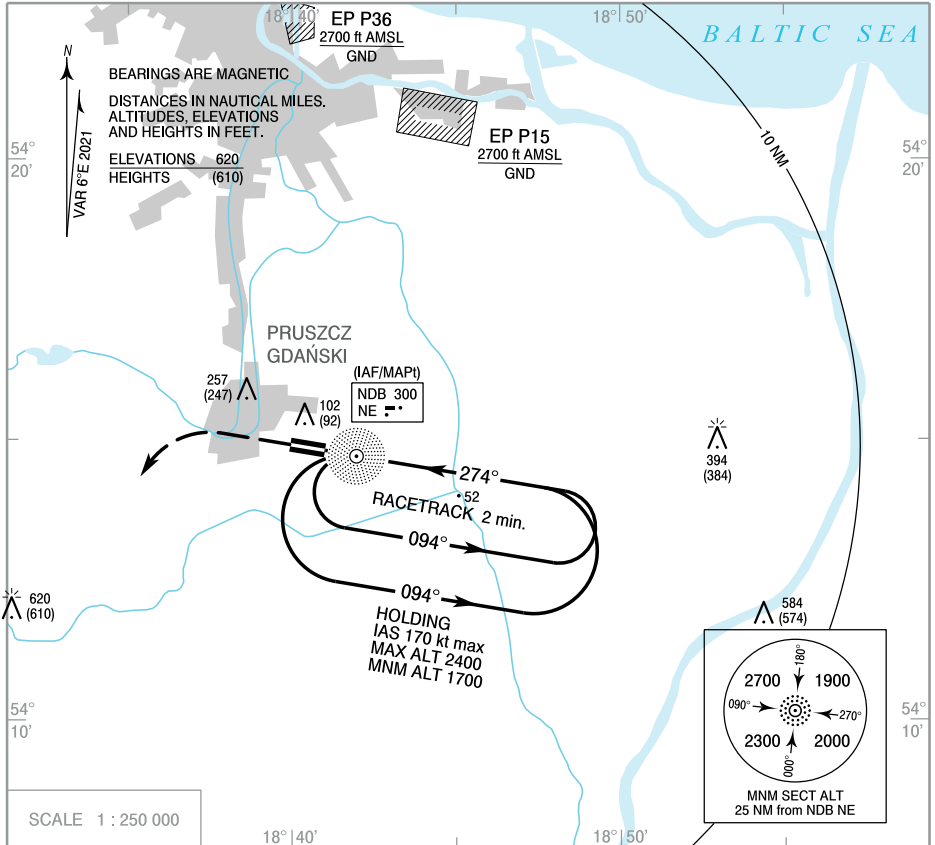 18°40'
18°50'
BALTIC SEA
EP P36
2700 ft AMSL
GND
N
VAR 6°E 2021
BEARINGS ARE MAGNETIC
DISTANCES IN NAUTICAL MILES.
ALTITUDES, ELEVATIONS
AND HEIGHTS IN FEET.
ELEVATIONS 620
HEIGHTS (610)
EP P15
2700 ft AMSL
GND
10 NM
54°
20'
54°
20'
PRUSZCZ
GDAŃSKI
257
(247)
102
(92)
(IAF/MAPt)
NDB 300
NE
394
(384)
274°
52
RACETRACK 2 min.
094°
094°
HOLDING
IAS 170 kt max
MAX ALT 2400
MNM ALT 1700
620
(610)
584
(574)
180°
2700 1900
090° 270°
2300 2000
000°
MNM SECT ALT
25 NM from NDB NE
54°
10'
54°
10'
SCALE 1 : 250 000
18°40'
18°50'